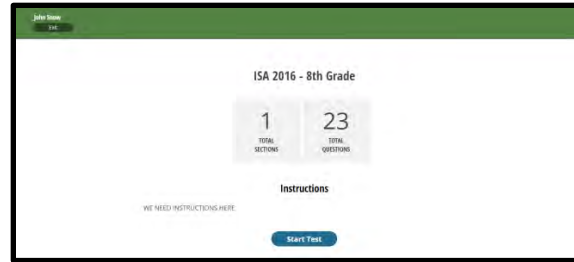 John Snow
Exit
ISA 2016 - 8th Grade
1
TOTAL
SECTIONS
23
TOTAL
QUESTIONS
Instructions
WE NEED INSTRUCTIONS HERE
Start Test